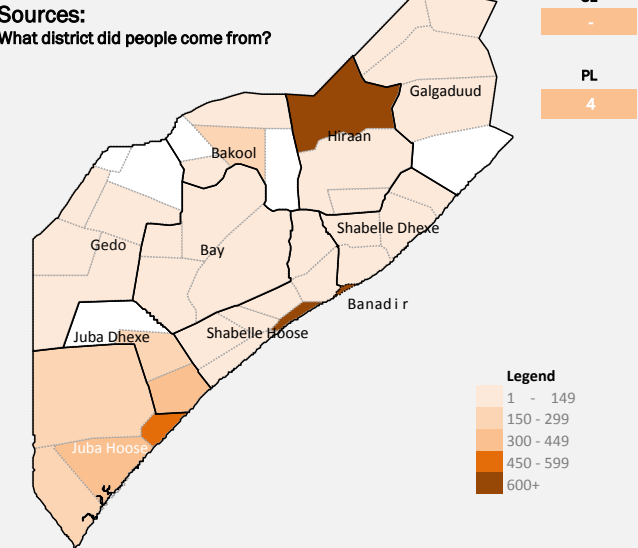 Sources:
What district did people come from?
-
PL
4
Galgaduud
Hiraan
Bakool
Shabelle Dhexe
Gedo
Bay
Banadir
Shabelle Hoose
Juba Dhexe
Juba Hoose
Legend
1 - 149
150 - 299
300 - 449
450 - 599
600+